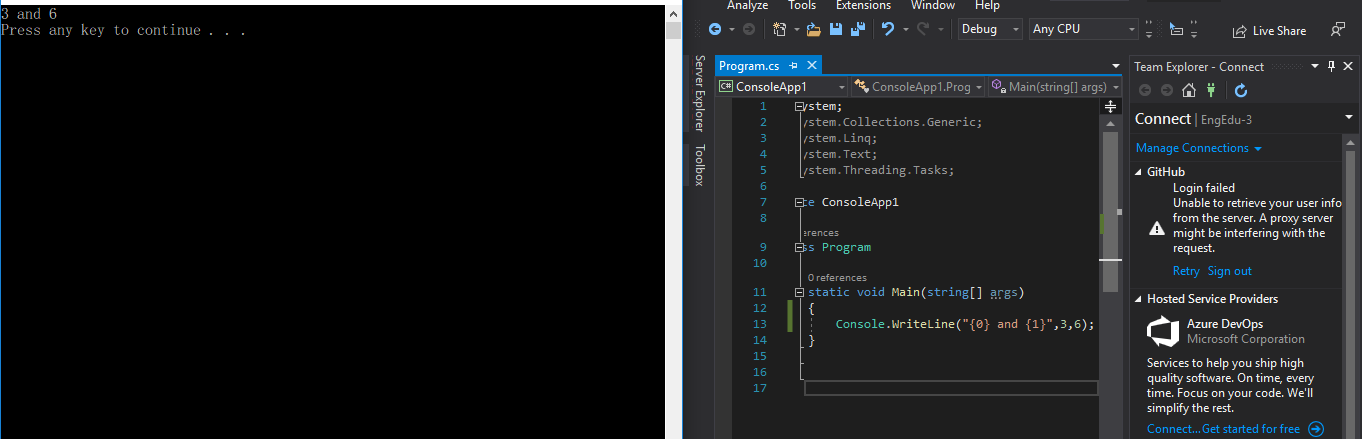 3 and 6
Press any key to continue . . .
Analyze Tools Extensions Window Help
Debug Any CPU Live Share
Server Explorer
Toolbox
Program.cs
C# ConsoleApp1 ConsoleApp1.Prog Main(string[] args)
1 ystem;
2 ystem.Collections.Generic;
3 ystem.Linq;
4 ystem.Text;
5 ystem.Threading.Tasks;
6
7 ce ConsoleApp1
8
erences
9 ss Program
10
0 references
11 static void Main(string[] args)
12 {
13 Console.WriteLine("{0} and {1}",3,6);
14 }
15
16
17
Team Explorer - Connect
Connect | EngEdu-3
Manage Connections
GitHub
Login failed
Unable to retrieve your user info
from the server. A proxy server
might be interfering with the
request.
Retry Sign out
Hosted Service Providers
Azure DevOps
Microsoft Corporation
Services to help you ship high
quality software. On time, every
time. Focus on your code. We'll
simplify the rest.
Connect... Get started for free